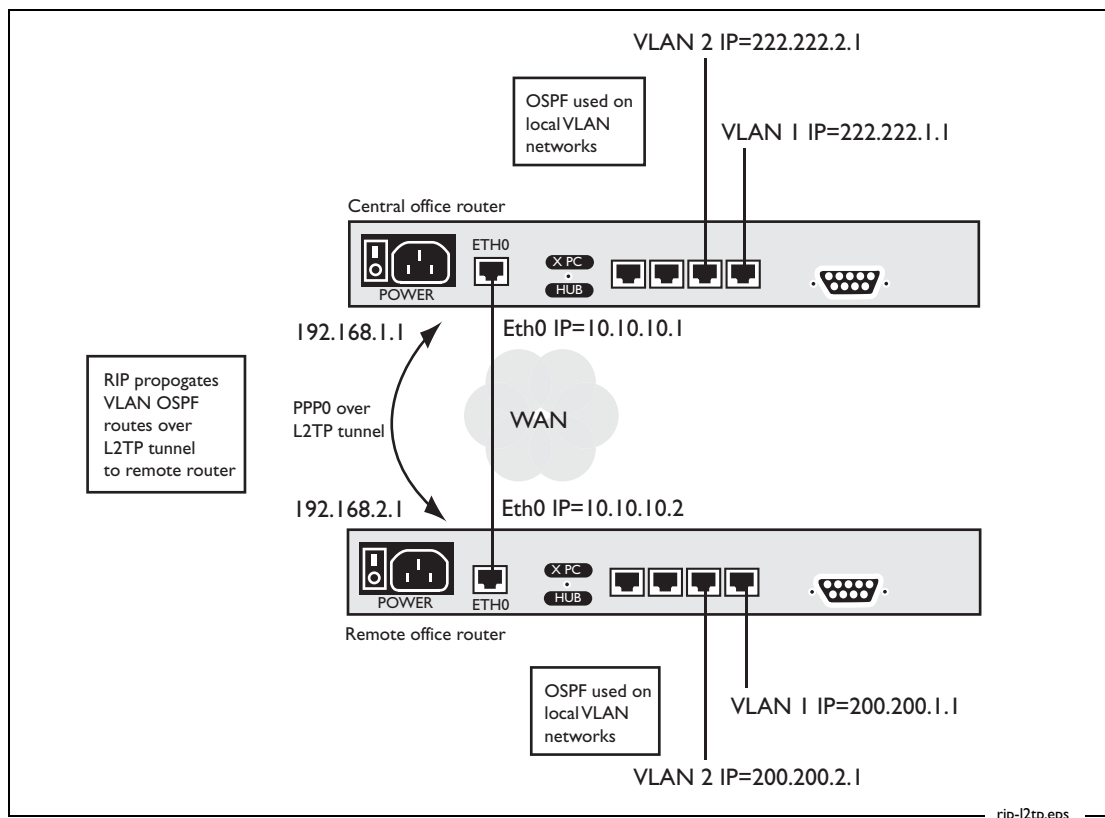 VLAN 2 IP=222.222.2.1
OSPF used on
local VLAN
networks
VLAN 1 IP=222.222.1.1
Central office router
ETH0
POWER
X PC
HUB
192.168.1.1
Eth0 IP=10.10.10.1
RIP propogates
VLAN OSPF
routes over
L2TP tunnel
to remote router
PPP0 over
L2TP tunnel
WAN
192.168.2.1
Eth0 IP=10.10.10.2
POWER
ETH0
X PC
HUB
Remote office router
OSPF used on
local VLAN
networks
VLAN 1 IP=200.200.1.1
VLAN 2 IP=200.200.2.1
rip-l2tp.eps